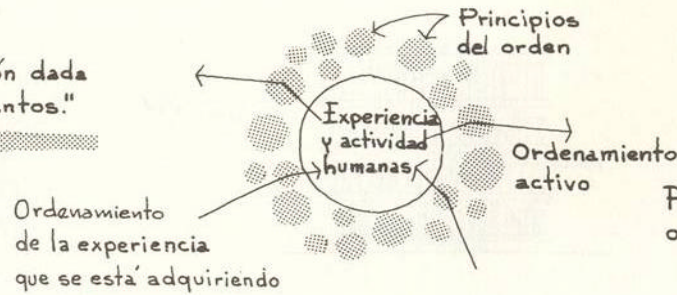 Principios
del orden
ón dada
ntos."
Experiencia
y actividad
humanas
Ordenamiento
activo
P
o
Ordenamiento
de la experiencia
que se está adquiriendo